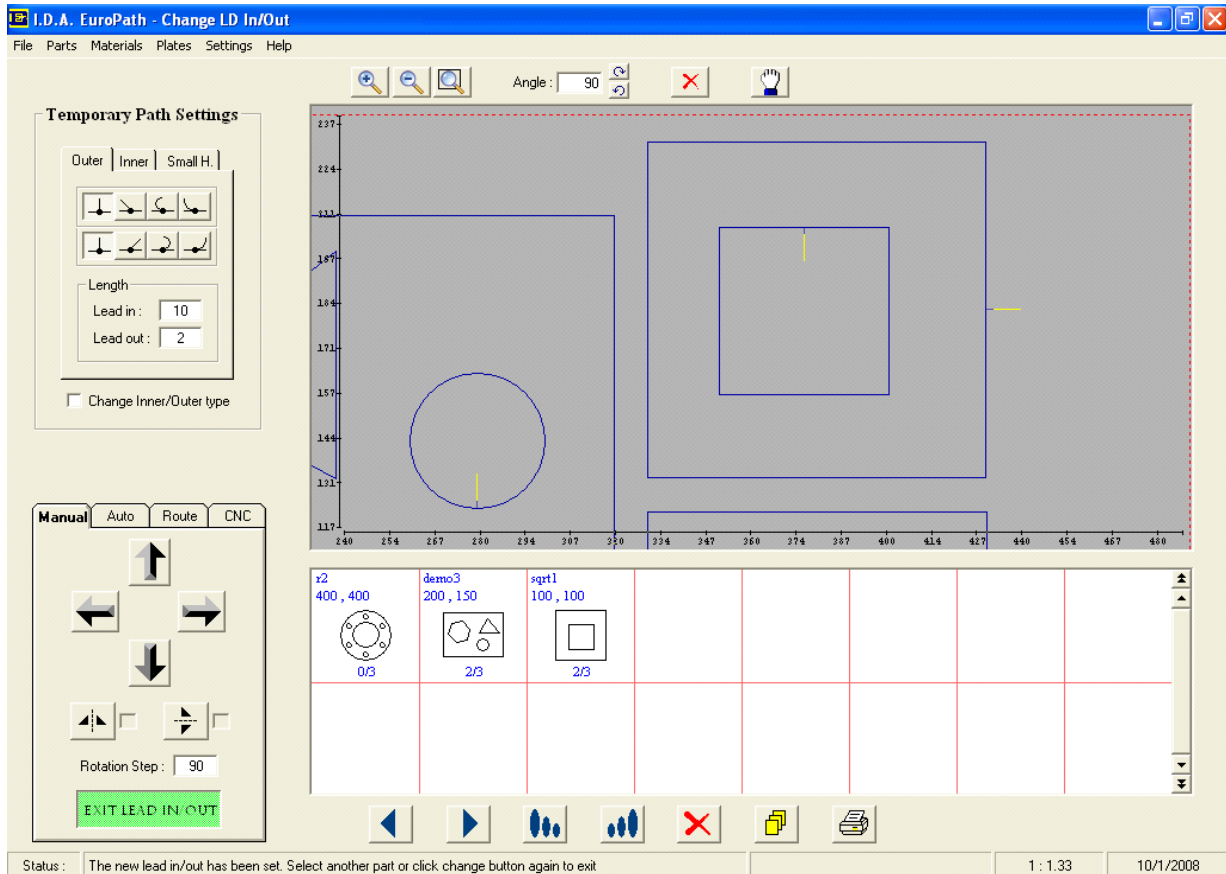 I.D.A. EuroPath - Change LD In/Out
File Parts Materials Plates Settings Help
Angle : 90
Temporary Path Settings
Outer Inner Small H.
Length
Lead in : 10
Lead out : 2
Change Inner/Outer type
237
224
211
197
184
171
157
144
131
117
240 254 267 280 294 307 320 334 347 360 374 387 400 414 427 440 454 467 480
Manual Auto Route CNC
Rotation Step : 90
EXIT LEAD IN/OUT
r2 demo3 sqrt1
400 , 400 200 , 150 100 , 100
0/3 2/3 2/3
Status : The new lead in/out has been set. Select another part or click change button again to exit 1 : 1.33 10/1/2008